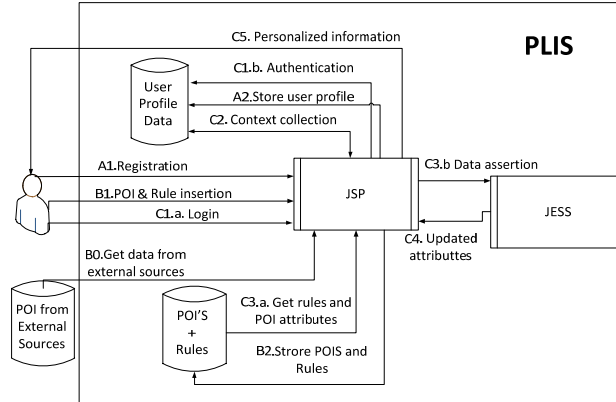 C5. Personalized information
PLIS
C1.b. Authentication
User
Profile
Data
A2.Store user profile
C2. Context collection
A1.Registration
C3.b Data assertion
B1.POI & Rule insertion
JSP
JESS
C1.a. Login
C4. Updated
attributtes
B0.Get data from
external sources
POI from
External
Sources
POI'S
+
Rules
C3.a. Get rules and
POI attributes
B2.Strore POIS and
Rules